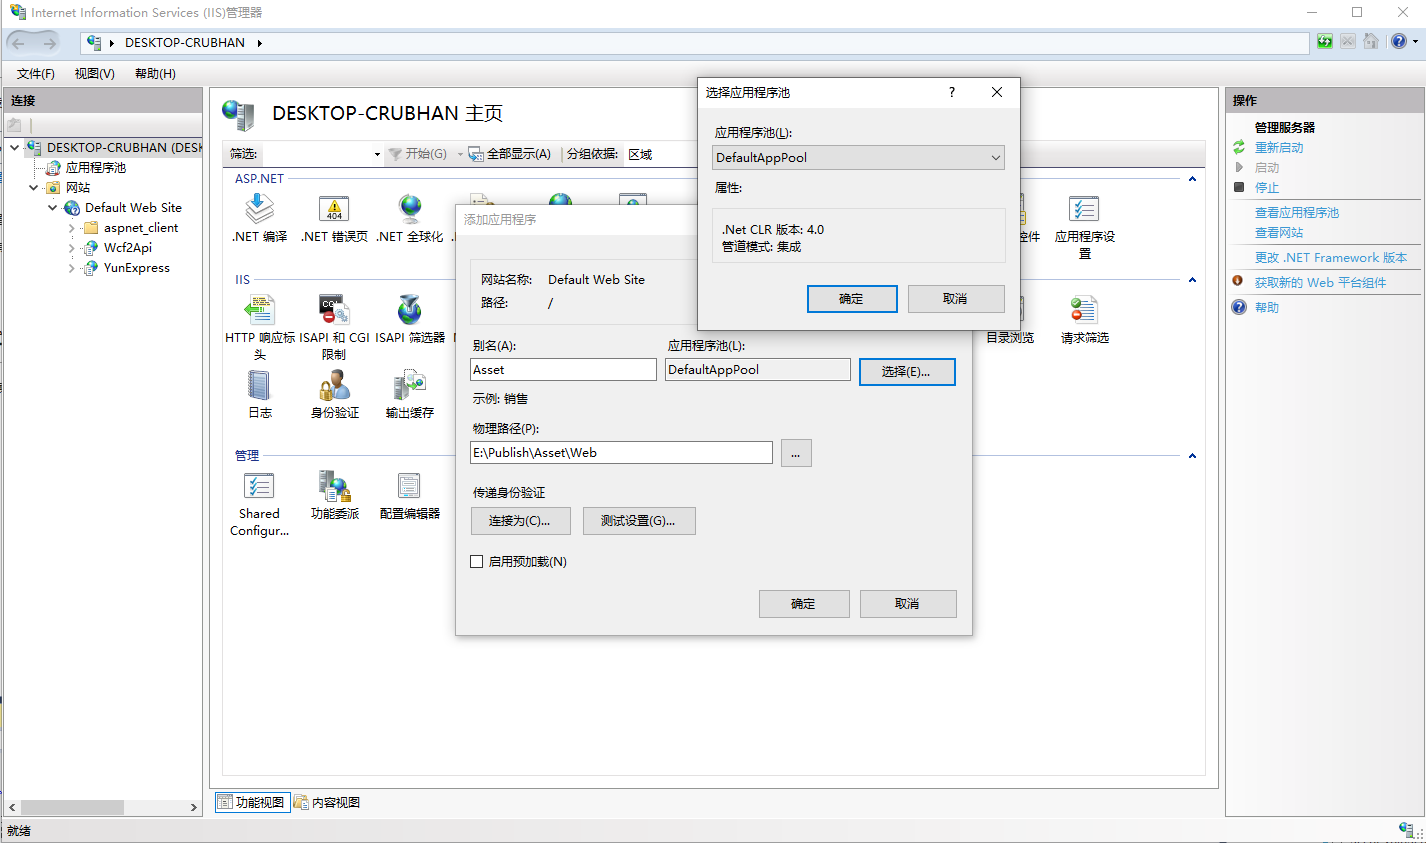 Internet Information Services (IIS)管理器
DESKTOP-CRUBHAN
文件(F) 视图(V) 帮助(H)
连接
DESKTOP-CRUBHAN (DESK
应用程序池
网站
Default Web Site
aspnet_client
Wcf2Api
YunExpress
DESKTOP-CRUBHAN 主页
筛选: 开始(G) 全部显示(A) 分组依据: 区域
ASP.NET
404
.NET 编译 .NET 错误页 .NET 全球化 控件 应用程序设置
IIS
HTTP 响应标头 ISAPI 和 CGI 限制 ISAPI 筛选器 目录浏览 请求筛选
日志 身份验证 输出缓存
管理
Shared Configur... 功能委派 配置编辑器
添加应用程序
网站名称: Default Web Site
路径: /
别名(A): 应用程序池(L):
Asset DefaultAppPool 选择(E)...
示例: 销售
物理路径(P):
E:\Publish\Asset\Web ...
传递身份验证
连接为(C)... 测试设置(G)...
启用预加载(N)
确定 取消
选择应用程序池 ?
应用程序池(L):
DefaultAppPool
属性:
.Net CLR 版本: 4.0
管道模式: 集成
确定 取消
操作
管理服务器
重新启动
启动
停止
查看应用程序池
查看网站
更改 .NET Framework 版本
获取新的 Web 平台组件
帮助
功能视图 内容视图
就绪